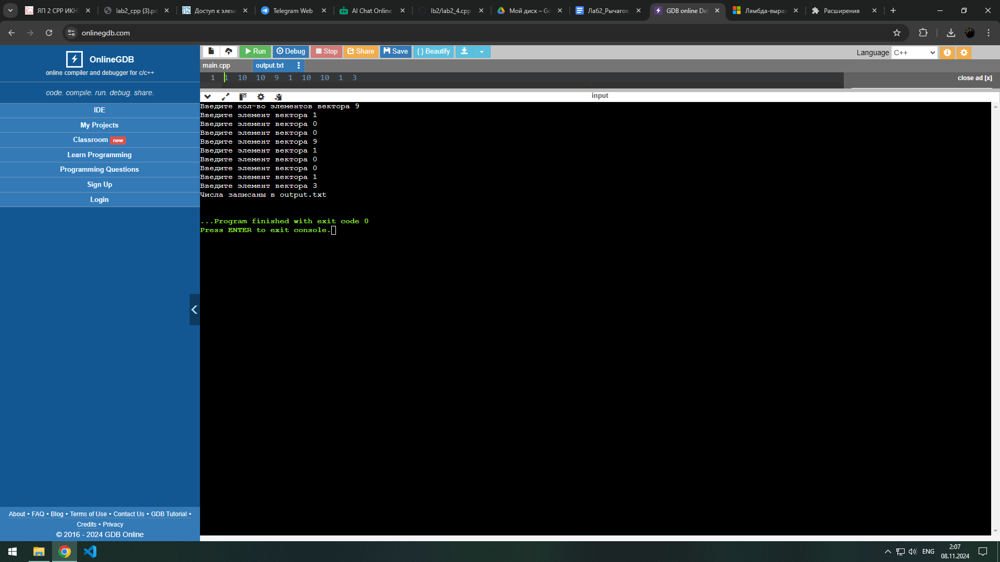 ЯП 2 СРР ИКН
lab2_cpp (3).pd
Доступ к элем
Telegram Web
AI Chat Online
lb2/lab2_4.cpp
Мой диск – Go
Лаб2_Рычагов
GDB online De
Лямбда-выра
Расширения
onlinegdb.com
OnlineGDB
online compiler and debugger for c/c++
code. compile. run. debug. share.
IDE
My Projects
Classroom new
Learn Programming
Programming Questions
Sign Up
Login
About • FAQ • Blog • Terms of Use • Contact Us • GDB Tutorial •
Credits • Privacy
© 2016 - 2024 GDB Online
Run Debug Stop Share Save { } Beautify
Language C++
main.cpp output.txt
1 1 10 10 9 1 10 10 1 3
close ad [x]
input
Введите кол-во элементов вектора 9
Введите элемент вектора 1
Введите элемент вектора 0
Введите элемент вектора 0
Введите элемент вектора 9
Введите элемент вектора 1
Введите элемент вектора 0
Введите элемент вектора 0
Введите элемент вектора 1
Введите элемент вектора 3
Числа записаны в output.txt
...Program finished with exit code 0
Press ENTER to exit console.
ENG
2:07
08.11.2024